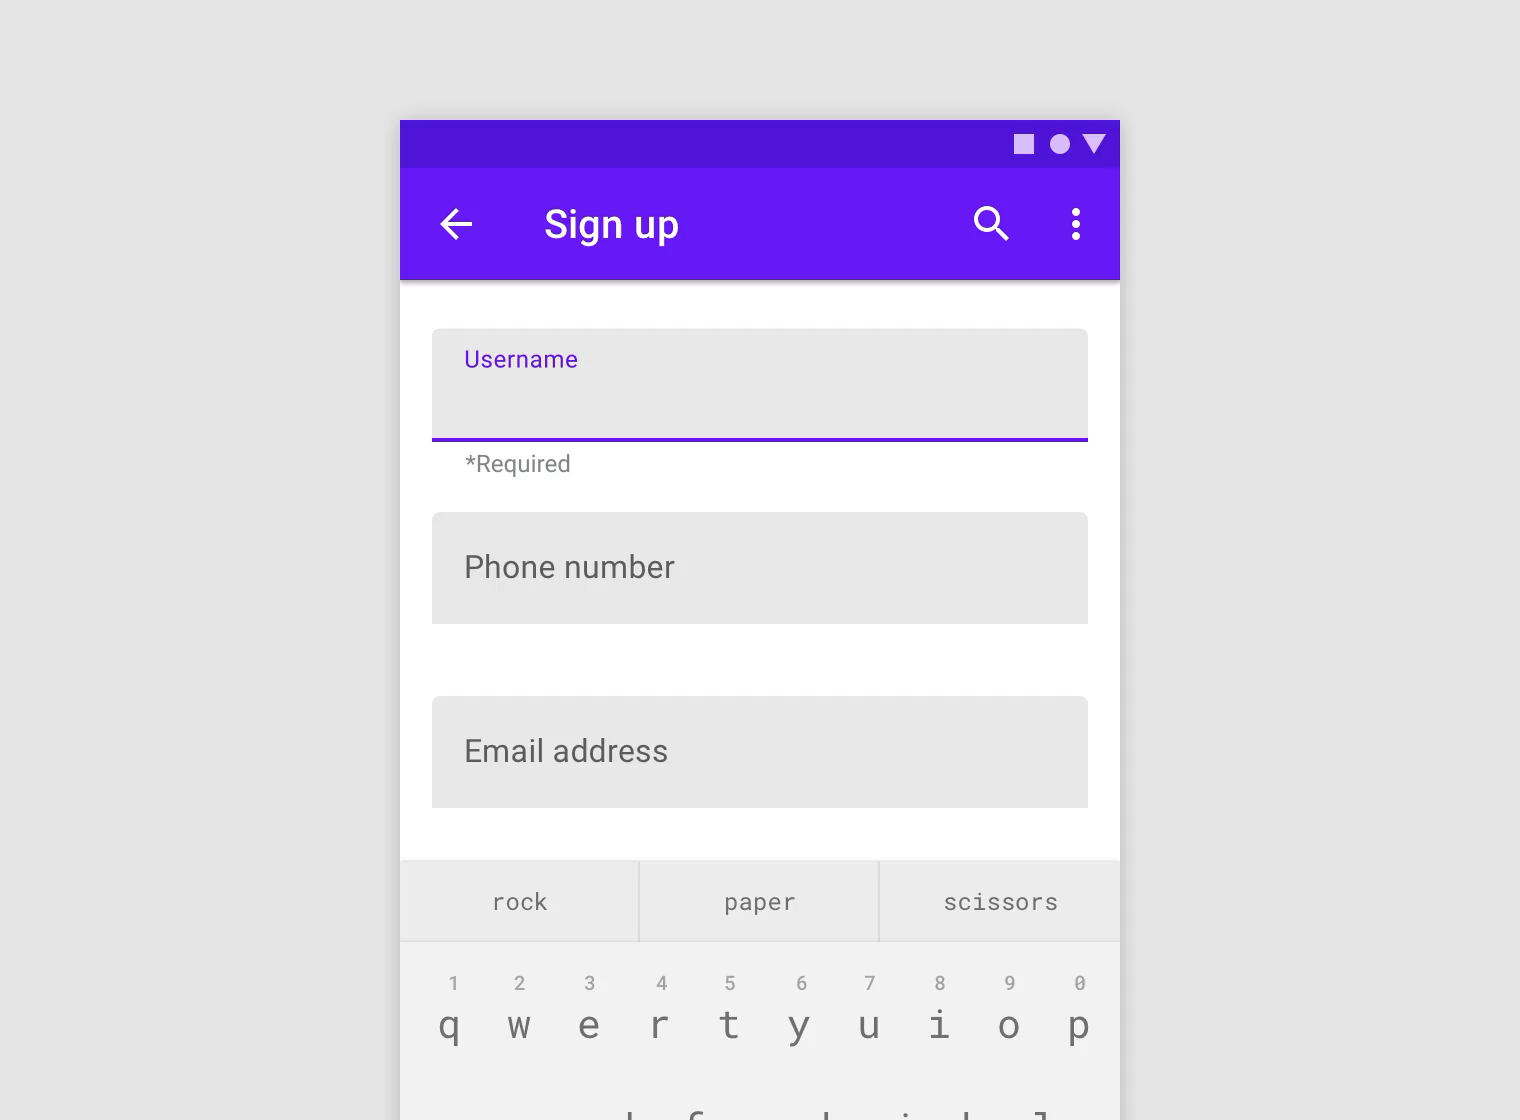 Sign up
Username
*Required
Phone number
Email address
rock paper scissors
1 2 3 4 5 6 7 8 9 0
q w e r t y u i o p